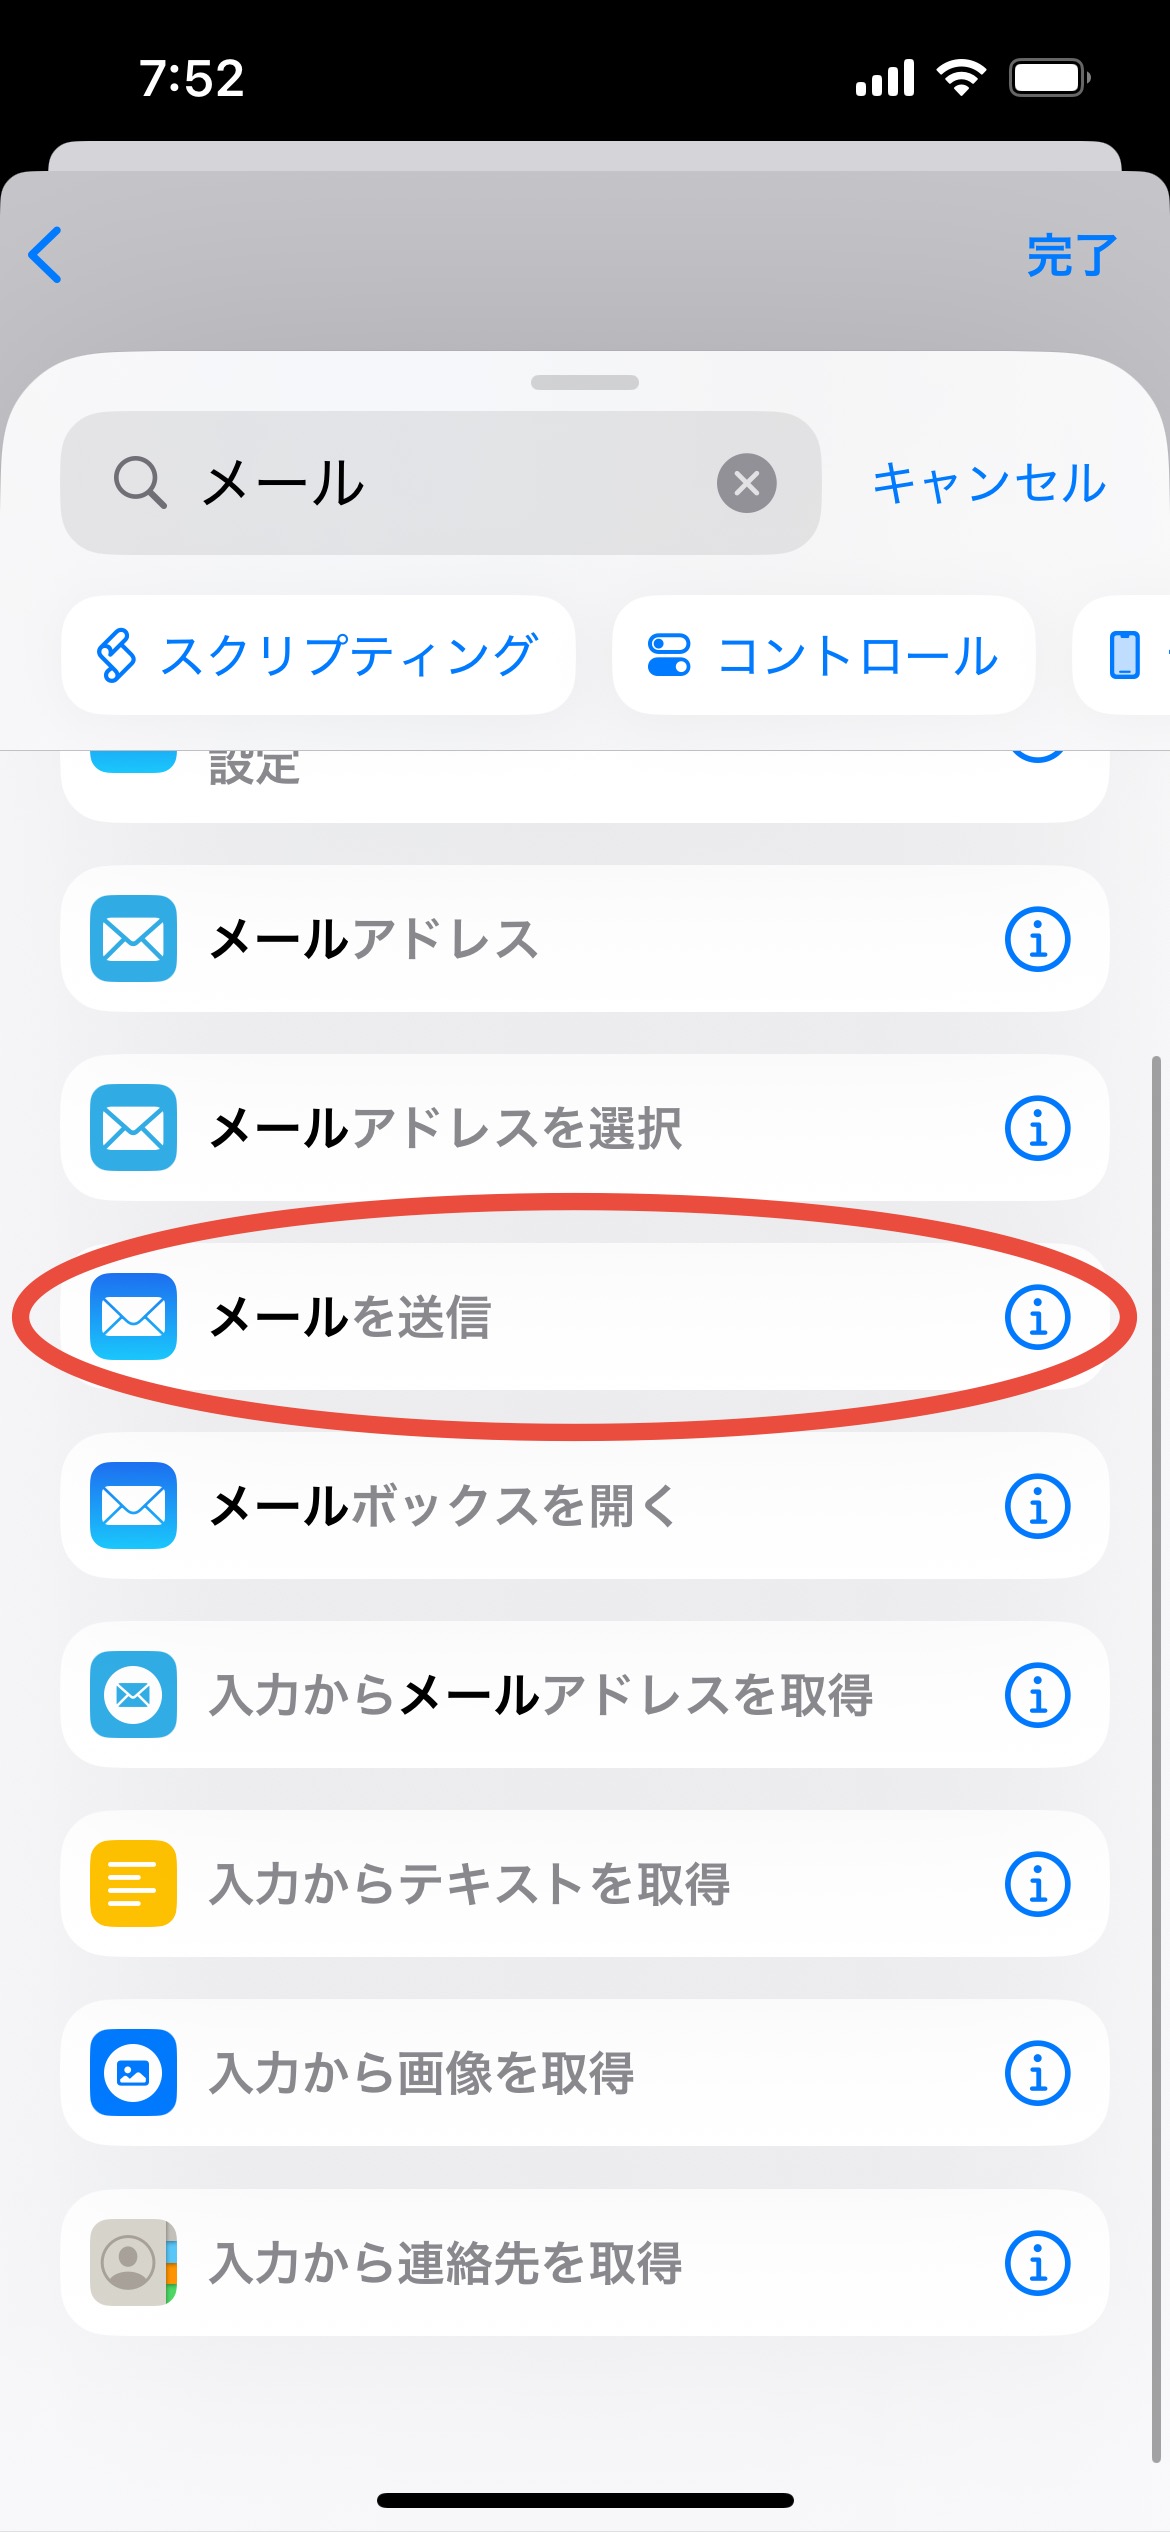 7:52
完了
メール
キャンセル
スクリプティング
コントロール
設定
メールアドレス
メールアドレスを選択
メールを送信
メールボックスを開く
入力からメールアドレスを取得
入力からテキストを取得
入力から画像を取得
入力から連絡先を取得